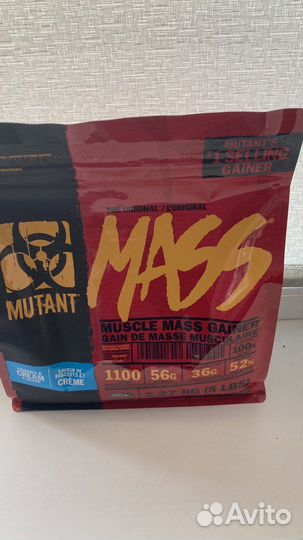 MUTANT'S
#1 SELLING
GAINER
THE ORIGINAL / L'ORIGINAL
MASS
MUTANT
MUSCLE MASS GAINER
GAIN DE MASSE MUSCULAIRE
100%
1100 56G 36G 52%
CREAM
SAVEUR DE
BISCUITS ET
CRÈME
2.27 KG (5 LBS)
Avito